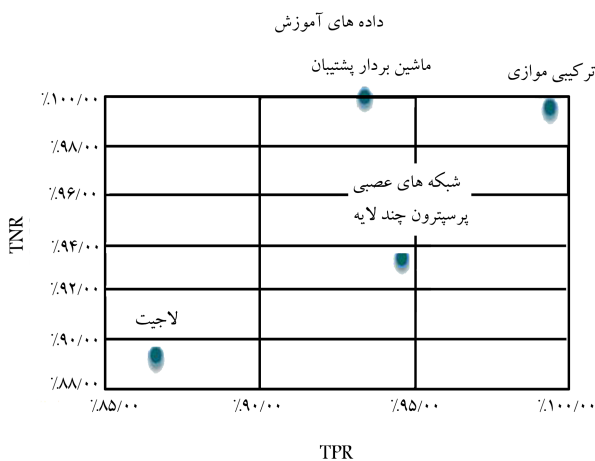 داده های آموزش
ماشین بردار پشتیبان
ترکیبی موازی
٪۱۰۰/۰۰
٪۹۸/۰۰
٪۹۶/۰۰
٪۹۴/۰۰
٪۹۲/۰۰
٪۹۰/۰۰
٪۸۸/۰۰
TNR
شبکه های عصبی
پرسپترون چند لایه
لاجیت
٪۸۵/۰۰
٪۹۰/۰۰
٪۹۵/۰۰
٪۱۰۰/۰۰
TPR